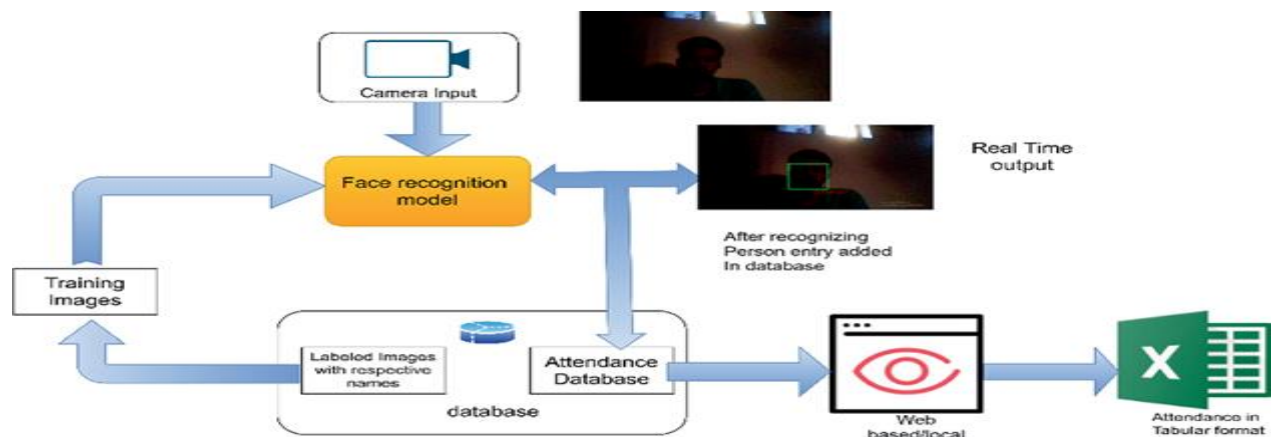 Camera Input
Face recognition
model
Real Time
output
After recognizing
Person entry added
In database
Training
Images
Labeled Images
with respective
names
Attendance
Database
database
Web
based/local
X
Attendance in
Tabular format